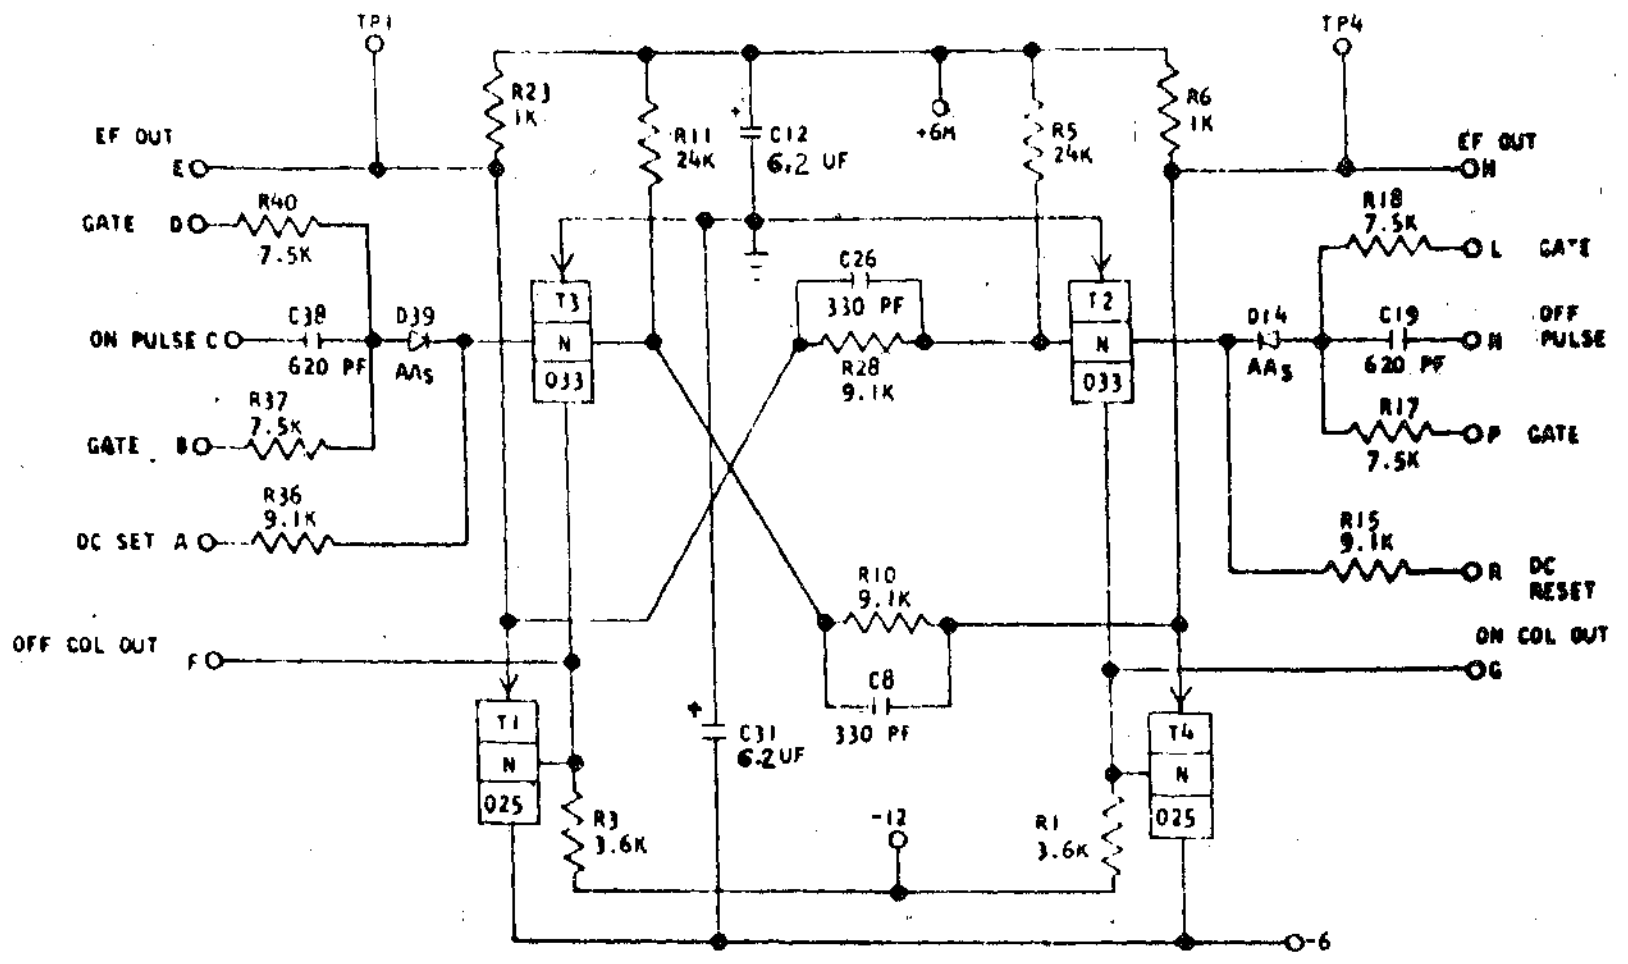 TP1
TP4
R23
1K
R11
24K
+
C12
6.2 UF
+6M
R5
24K
R6
1K
EF OUT
E
EF OUT
R40
GATE D
7.5K
R18
7.5K
L GATE
C26
330 PF
T3
N
033
T2
N
033
C38
ON PULSE C
620 PF
D39
R28
9.1K
D14
C19
620 PF
OFF
PULSE
R37
7.5K
GATE B
R17
P GATE
7.5K
R36
9.1K
DC SET A
R15
9.1K
R DC
RESET
R10
9.1K
OFF COL OUT
F
ON COL OUT
G
C8
330 PF
+
C31
6.2 UF
T1
N
025
T4
N
025
R3
3.6K
-12
R1
3.6K
-6